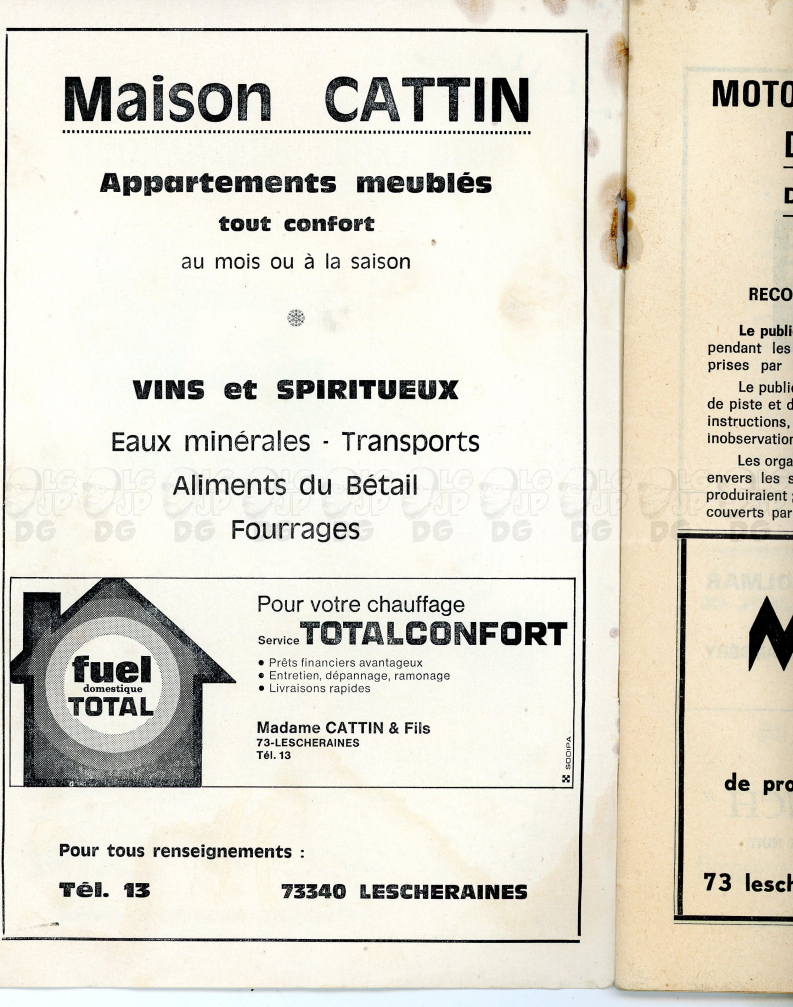 Maison CATTIN
Appartements meublés
tout confort
au mois ou à la saison
VINS et SPIRITUEUX
Eaux minérales - Transports
Aliments du Bétail
Fourrages
fuel
domestique
TOTAL
Pour votre chauffage
Service TOTALCONFORT
● Prêts financiers avantageux
● Entretien, dépannage, ramonage
● Livraisons rapides
Madame CATTIN & Fils
73-LESCHERAINES
Tél. 13
SODIPA
Pour tous renseignements :
Tél. 13 73340 LESCHERAINES
LG JP DG
MOTO
D
D
RECO
Le publi
pendant les
prises par
Le publi
de piste et d
instructions,
inobservation
Les orga
envers les s
produiraient ;
couverts par
M
de pro
73 lesch